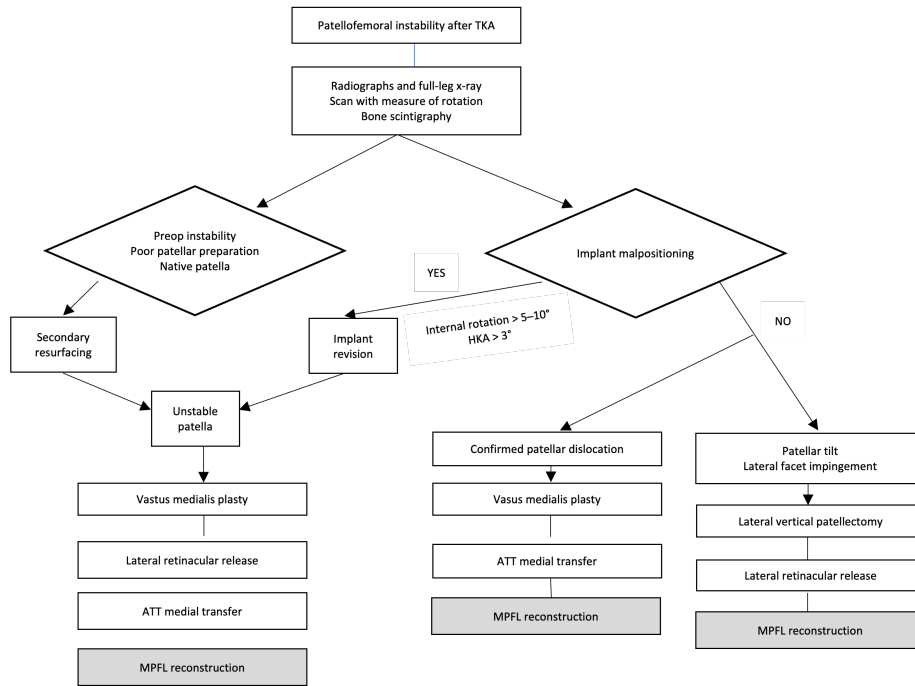 Patellofemoral instability after TKA
Radiographs and full-leg x-ray
Scan with measure of rotation
Bone scintigraphy
Preop instability
Poor patellar preparation
Native patella
Implant malpositioning
YES
Internal rotation > 5–10°
HKA > 3°
NO
Secondary
resurfacing
Implant
revision
Unstable
patella
Confirmed patellar dislocation
Patellar tilt
Lateral facet impingement
Vastus medialis plasty
Lateral retinacular release
ATT medial transfer
MPFL reconstruction
Vasus medialis plasty
ATT medial transfer
MPFL reconstruction
Lateral vertical patellectomy
Lateral retinacular release
MPFL reconstruction